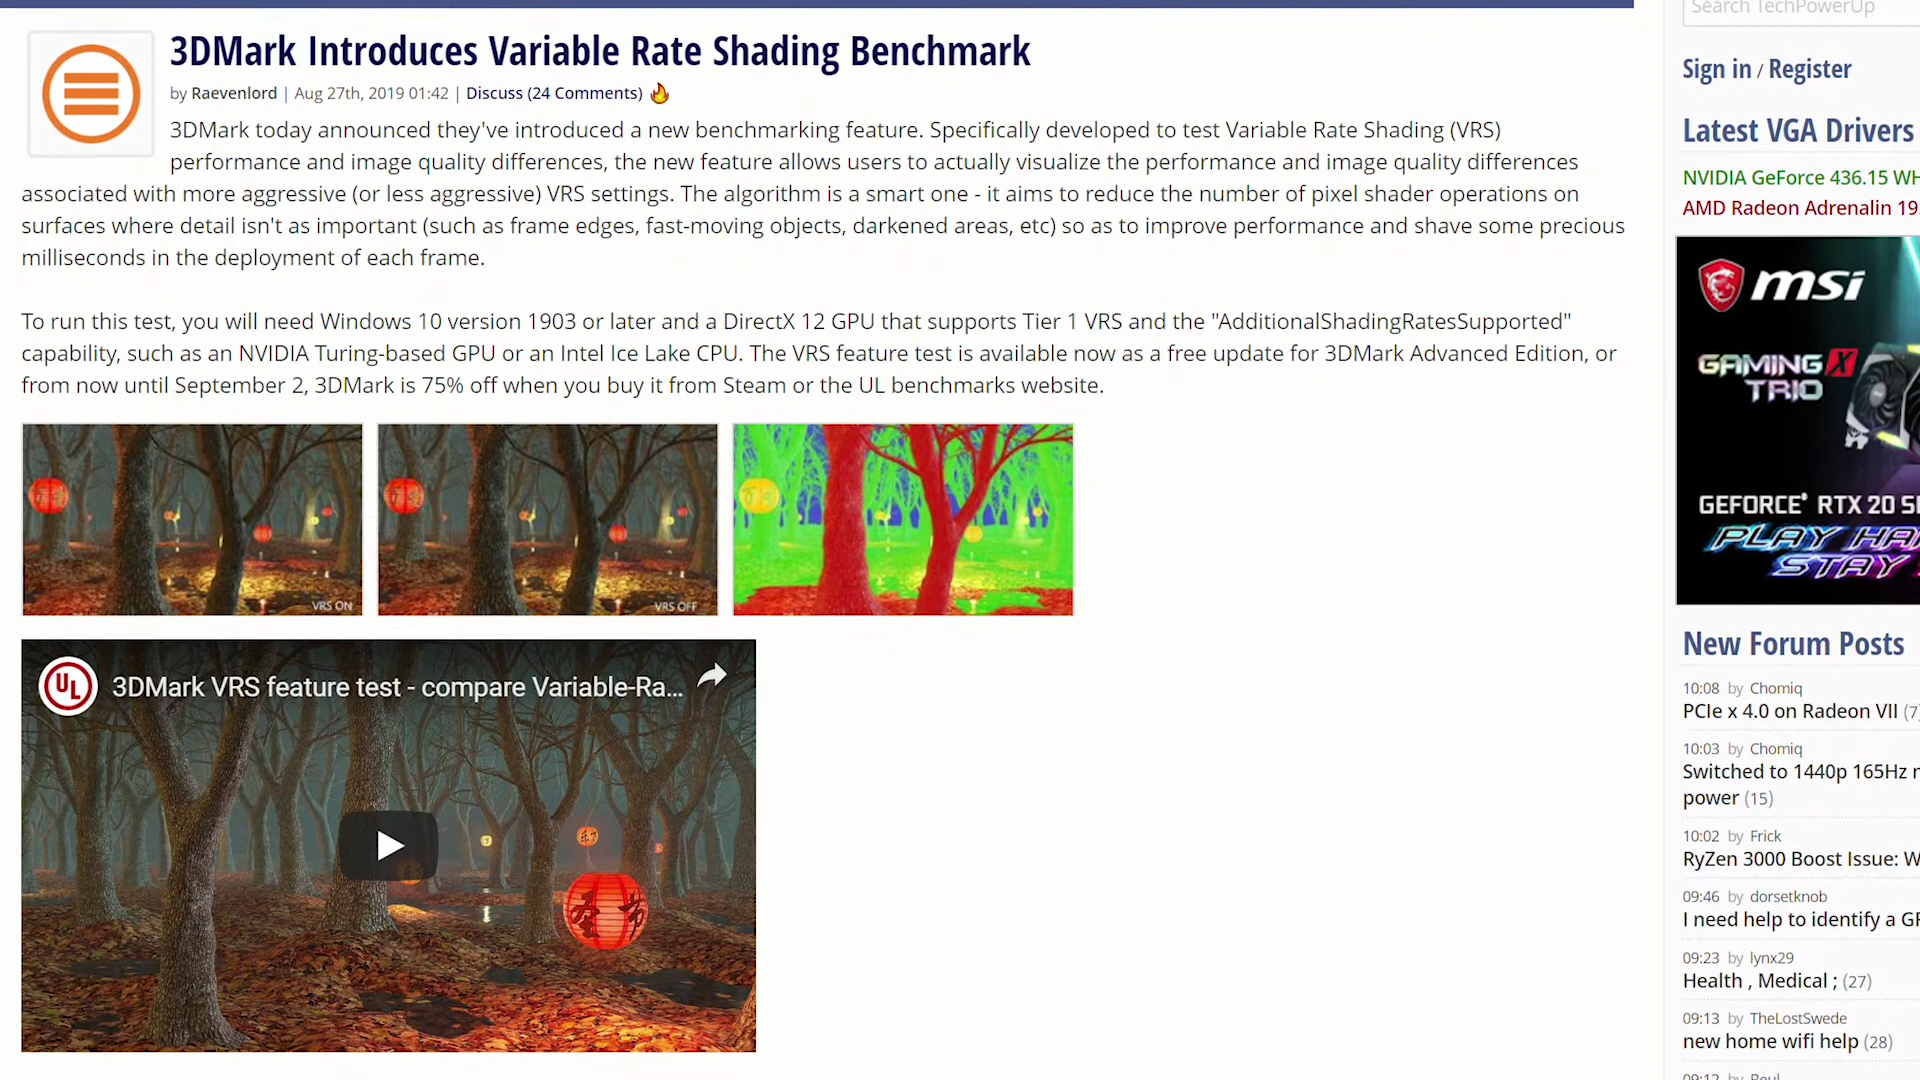 Search TechPowerUp
3DMark Introduces Variable Rate Shading Benchmark
by Raevenlord | Aug 27th, 2019 01:42 | Discuss (24 Comments)
3DMark today announced they've introduced a new benchmarking feature. Specifically developed to test Variable Rate Shading (VRS)
performance and image quality differences, the new feature allows users to actually visualize the performance and image quality differences
associated with more aggressive (or less aggressive) VRS settings. The algorithm is a smart one - it aims to reduce the number of pixel shader operations on
surfaces where detail isn't as important (such as frame edges, fast-moving objects, darkened areas, etc) so as to improve performance and shave some precious
milliseconds in the deployment of each frame.
To run this test, you will need Windows 10 version 1903 or later and a DirectX 12 GPU that supports Tier 1 VRS and the "AdditionalShadingRatesSupported"
capability, such as an NVIDIA Turing-based GPU or an Intel Ice Lake CPU. The VRS feature test is available now as a free update for 3DMark Advanced Edition, or
from now until September 2, 3DMark is 75% off when you buy it from Steam or the UL benchmarks website.
VRS ON
VRS OFF
UL
3DMark VRS feature test - compare Variable-Ra...
Sign in / Register
Latest VGA Drivers
NVIDIA GeForce 436.15 WH
AMD Radeon Adrenalin 19
msi
GAMING X
TRIO
GEFORCE® RTX 20 S
PLAY HA
STAY
New Forum Posts
10:08 by Chomiq
PCIe x 4.0 on Radeon VII (7
10:03 by Chomiq
Switched to 1440p 165Hz
power (15)
10:02 by Frick
RyZen 3000 Boost Issue: W
09:46 by dorsetknob
I need help to identify a G
09:23 by lynx29
Health , Medical ; (27)
09:13 by TheLostSwede
new home wifi help (28)